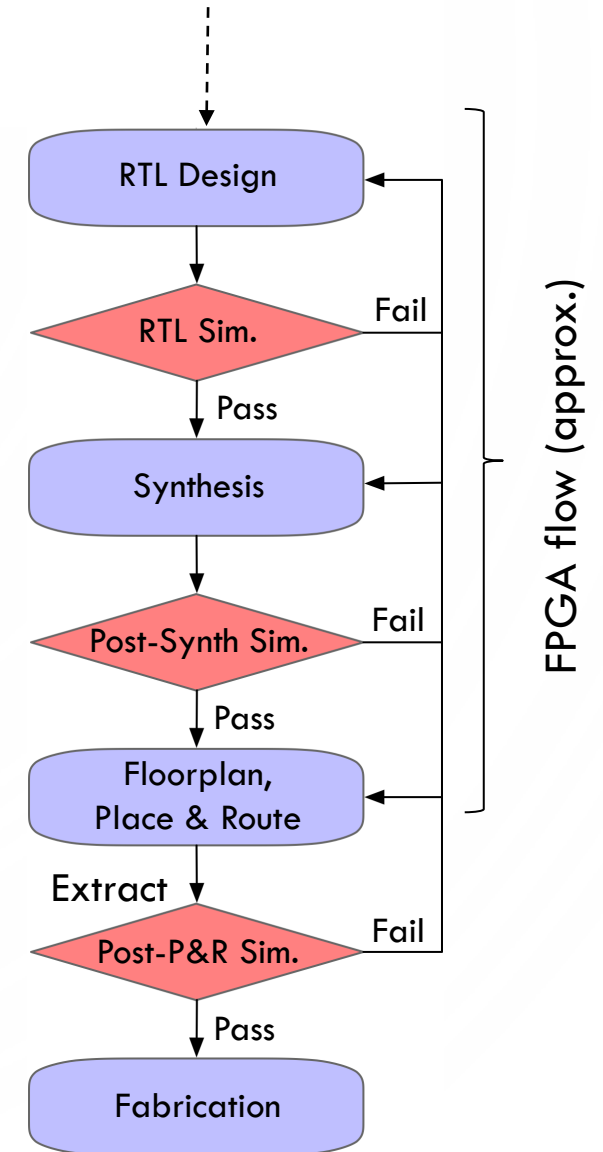 RTL Design
RTL Sim.
Fail
Pass
Synthesis
Post-Synth Sim.
Fail
Pass
Floorplan,
Place & Route
Extract
Post-P&R Sim.
Fail
Pass
Fabrication
FPGA flow (approx.)